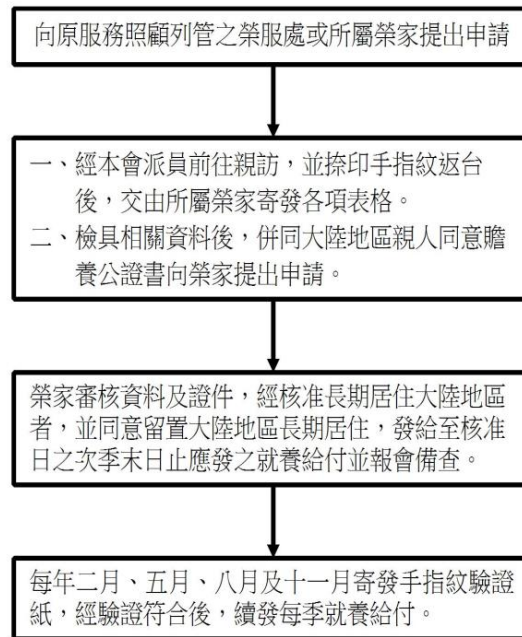 向原服務照顧列管之榮服處或所屬榮家提出申請
一、經本會派員前往親訪，並捺印手指紋返台
後，交由所屬榮家寄發各項表格。
二、檢具相關資料後，併同大陸地區親人同意贍
養公證書向榮家提出申請。
榮家審核資料及證件，經核准長期居住大陸地區
者，並同意留置大陸地區長期居住，發給至核准
日之次季末日止應發之就養給付並報會備查。
每年二月、五月、八月及十一月寄發手指紋驗證
紙，經驗證符合後，續發每季就養給付。